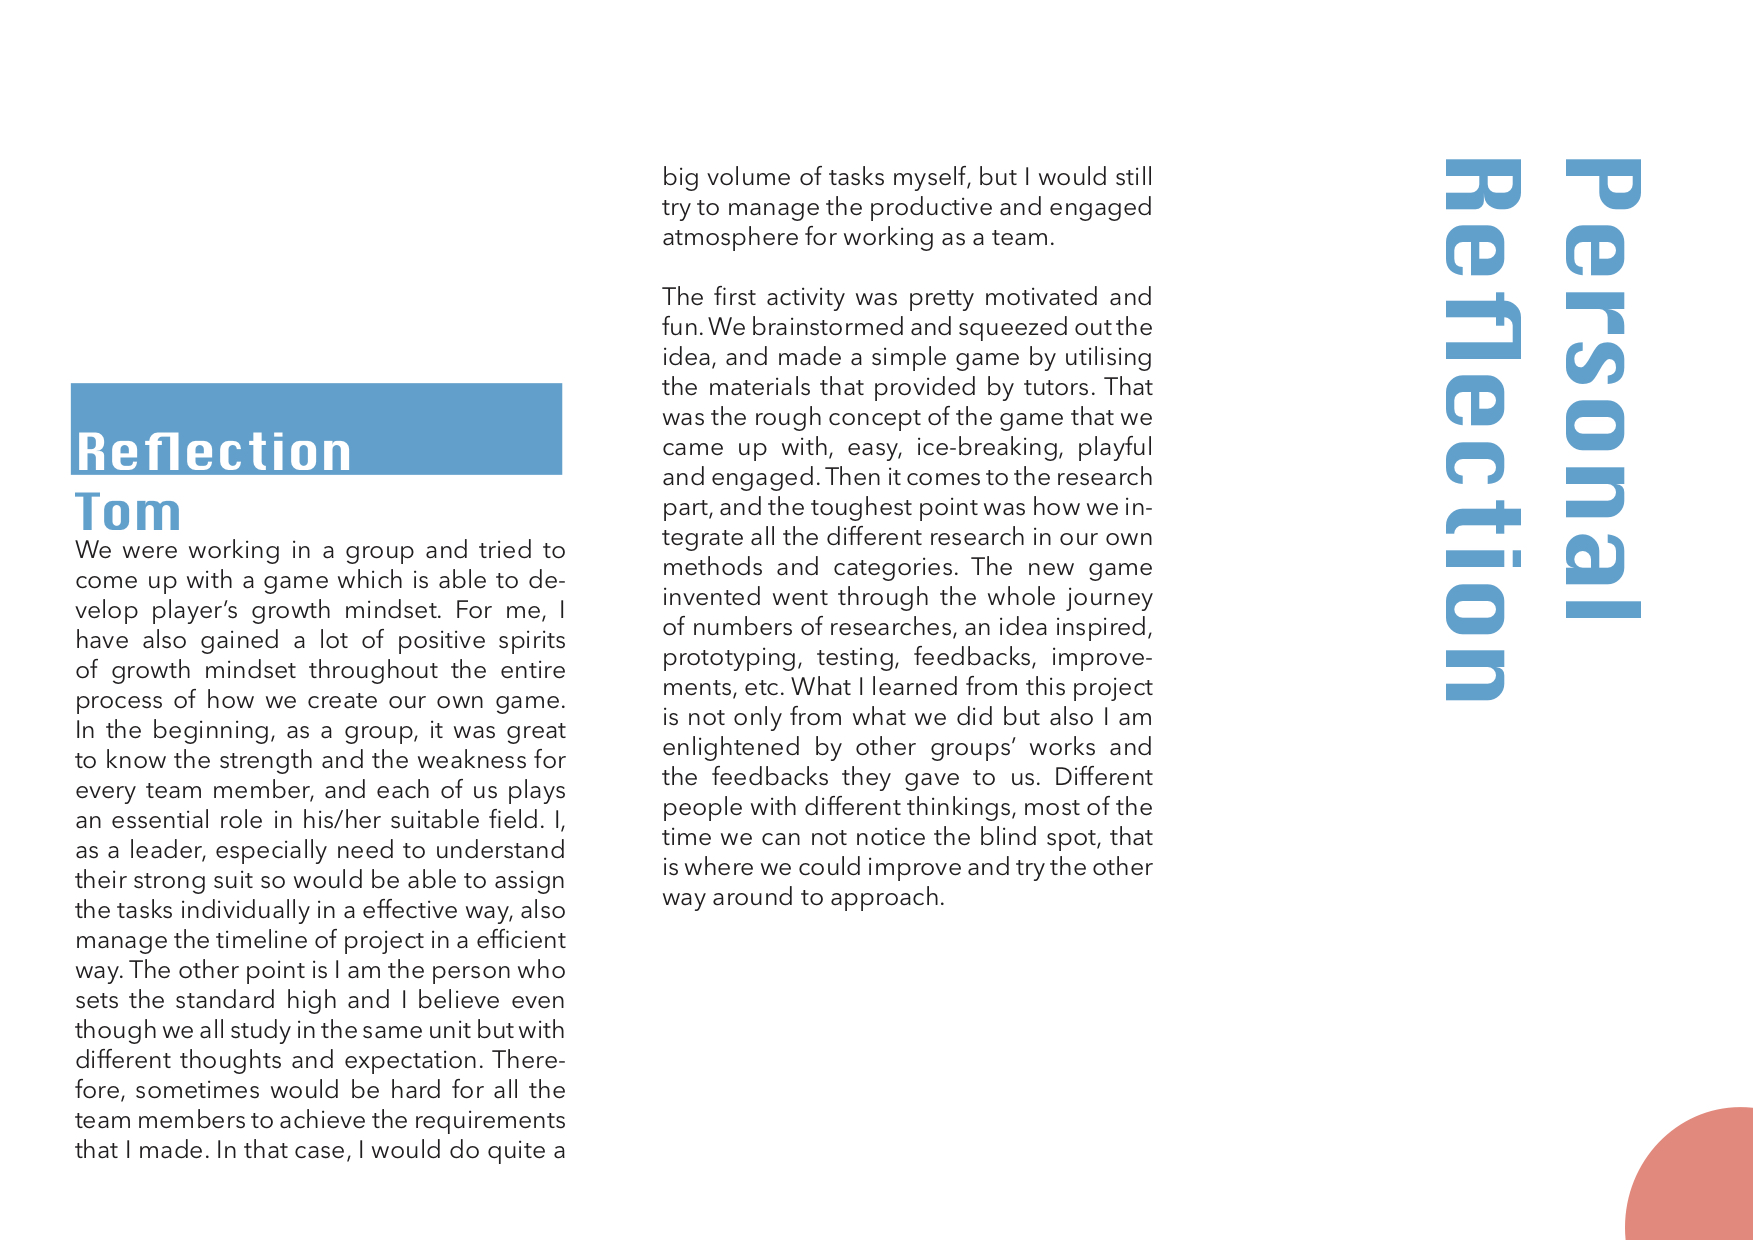 Personal
Reflection
Reflection
Tom
We were working in a group and tried to
come up with a game which is able to de-
velop player’s growth mindset. For me, I
have also gained a lot of positive spirits
of growth mindset throughout the entire
process of how we create our own game.
In the beginning, as a group, it was great
to know the strength and the weakness for
every team member, and each of us plays
an essential role in his/her suitable field. I,
as a leader, especially need to understand
their strong suit so would be able to assign
the tasks individually in a effective way, also
manage the timeline of project in a efficient
way. The other point is I am the person who
sets the standard high and I believe even
though we all study in the same unit but with
different thoughts and expectation. There-
fore, sometimes would be hard for all the
team members to achieve the requirements
that I made. In that case, I would do quite a
big volume of tasks myself, but I would still
try to manage the productive and engaged
atmosphere for working as a team.
The first activity was pretty motivated and
fun. We brainstormed and squeezed out the
idea, and made a simple game by utilising
the materials that provided by tutors. That
was the rough concept of the game that we
came up with, easy, ice-breaking, playful
and engaged. Then it comes to the research
part, and the toughest point was how we in-
tegrate all the different research in our own
methods and categories. The new game
invented went through the whole journey
of numbers of researches, an idea inspired,
prototyping, testing, feedbacks, improve-
ments, etc. What I learned from this project
is not only from what we did but also I am
enlightened by other groups’ works and
the feedbacks they gave to us. Different
people with different thinkings, most of the
time we can not notice the blind spot, that
is where we could improve and try the other
way around to approach.